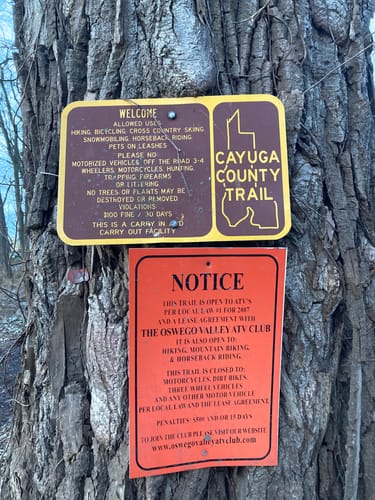 WELCOME
ALLOWED USES
HIKING, BICYCLING, CROSS COUNTRY SKIING
SNOWMOBILING, HORSEBACK RIDING
PETS ON LEASHES
PLEASE NO
MOTORIZED VEHICLES, OFF THE ROAD 3-4
WHEELERS, MOTORCYCLES, HUNTING
TRAPPING, FIREARMS
OR LITTERING
NO TREES OR PLANTS MAY BE
DESTROYED OR REMOVED
VIOLATIONS
$100 FINE / 30 DAYS
THIS IS A CARRY IN AND
CARRY OUT FACILITY
CAYUGA
COUNTY
TRAIL
NOTICE
THIS TRAIL IS OPEN TO ATV'S
PER LOCAL LAW #1 FOR 2007
AND A LEASE AGREEMENT WITH
THE OSWEGO VALLEY ATV CLUB
IT IS ALSO OPEN TO:
HIKING, MOUNTAIN BIKING,
& HORSEBACK RIDING.
THIS TRAIL IS CLOSED TO:
MOTORCYCLES, DIRT BIKES,
THREE WHEEL VEHICLES
AND ANY OTHER MOTOR VEHICLE
PER LOCAL LAW AND THE LEASE AGREEMENT.
PENALTIES: $500 AND OR 15 DAYS
TO JOIN THE CLUB PLEASE VISIT OUR WEBSITE
www.oswegovalleyatvclub.com